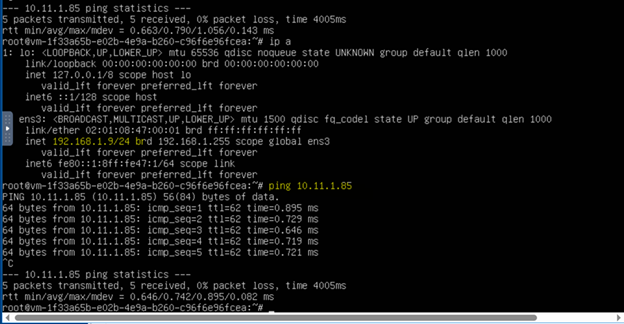 --- 10.11.1.85 ping statistics ---
5 packets transmitted, 5 received, 0% packet loss, time 4005ms
rtt min/avg/max/mdev = 0.663/0.790/1.056/0.143 ms
root@vm-1f33a65b-e02b-4e9a-b260-c96f6e96fcea:~# ip a
1: lo: <LOOPBACK,UP,LOWER_UP> mtu 65536 qdisc noqueue state UNKNOWN group default qlen 1000
link/loopback 00:00:00:00:00:00 brd 00:00:00:00:00:00
inet 127.0.0.1/8 scope host lo
valid_lft forever preferred_lft forever
inet6 ::1/128 scope host
valid_lft forever preferred_lft forever
ens3: <BROADCAST,MULTICAST,UP,LOWER_UP> mtu 1500 qdisc fq_codel state UP group default qlen 1000
link/ether 02:01:08:47:00:01 brd ff:ff:ff:ff:ff:ff
inet 192.168.1.9/24 brd 192.168.1.255 scope global ens3
valid_lft forever preferred_lft forever
inet6 fe80::1:8ff:fe47:1/64 scope link
valid_lft forever preferred_lft forever
root@vm-1f33a65b-e02b-4e9a-b260-c96f6e96fcea:~# ping 10.11.1.85
PING 10.11.1.85 (10.11.1.85) 56(84) bytes of data.
64 bytes from 10.11.1.85: icmp_seq=1 ttl=62 time=0.895 ms
64 bytes from 10.11.1.85: icmp_seq=2 ttl=62 time=0.729 ms
64 bytes from 10.11.1.85: icmp_seq=3 ttl=62 time=0.646 ms
64 bytes from 10.11.1.85: icmp_seq=4 ttl=62 time=0.719 ms
64 bytes from 10.11.1.85: icmp_seq=5 ttl=62 time=0.721 ms
^C
--- 10.11.1.85 ping statistics ---
5 packets transmitted, 5 received, 0% packet loss, time 4005ms
rtt min/avg/max/mdev = 0.646/0.742/0.895/0.082 ms
root@vm-1f33a65b-e02b-4e9a-b260-c96f6e96fcea:~#